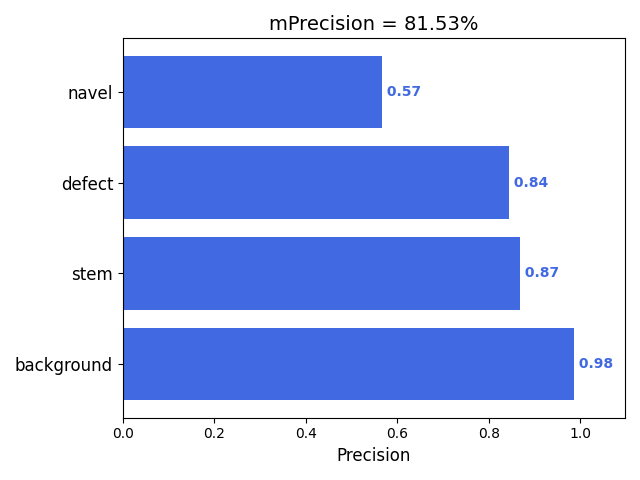 mPrecision = 81.53%
navel
0.57
defect
0.84
stem
0.87
background
0.98
0.0 0.2 0.4 0.6 0.8 1.0
Precision